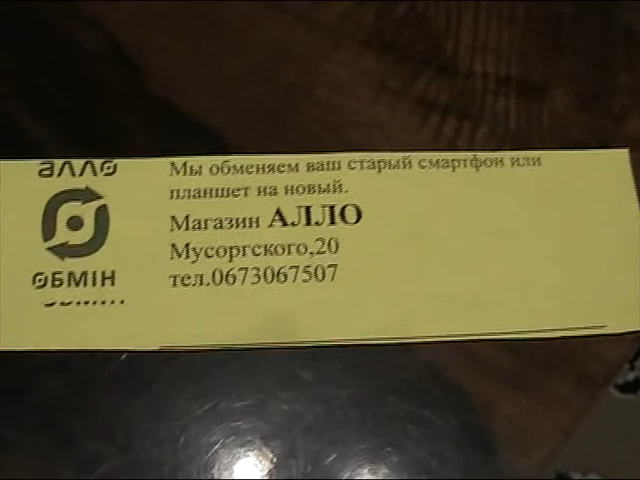 алло
ОБМІН
Мы обменяем ваш старый смартфон или
планшет на новый.
Магазин АЛЛО
Мусоргского,20
тел.0673067507